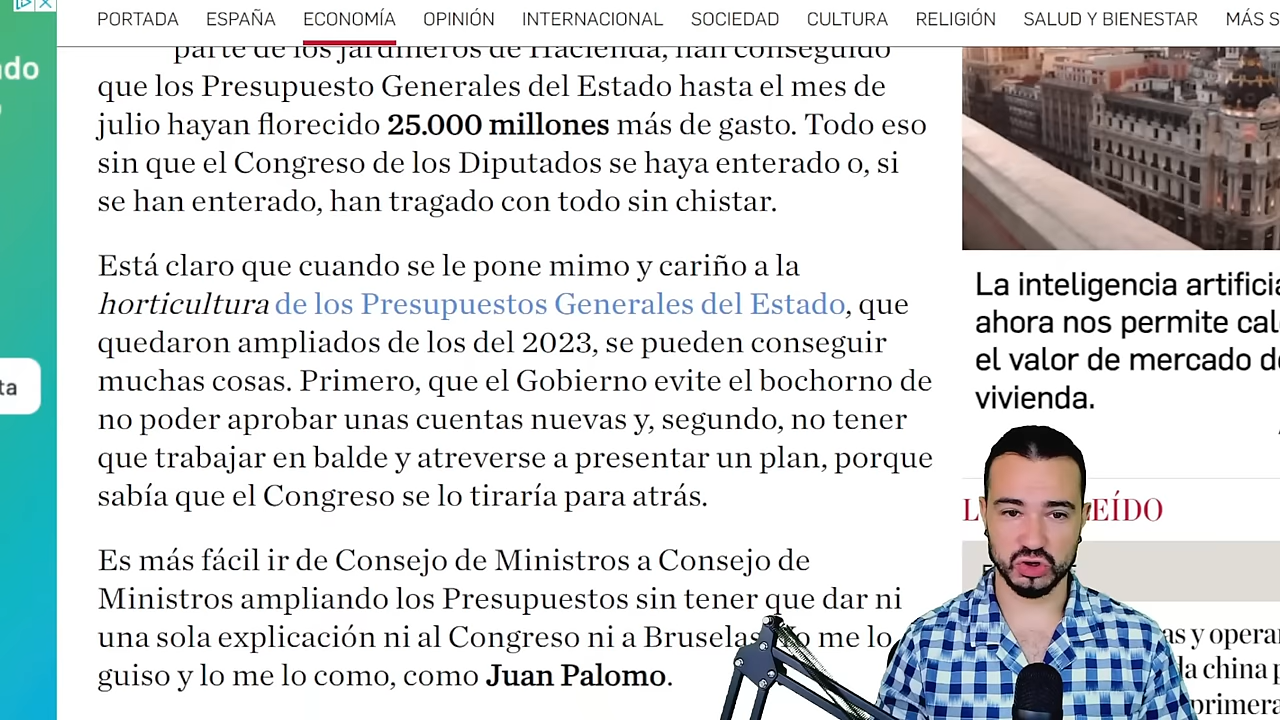 PORTADA ESPAÑA ECONOMÍA OPINIÓN INTERNACIONAL SOCIEDAD CULTURA RELIGIÓN SALUD Y BIENESTAR MÁS
parte de los jardineros de Hacienda, han conseguido
que los Presupuesto Generales del Estado hasta el mes de
julio hayan florecido 25.000 millones más de gasto. Todo eso
sin que el Congreso de los Diputados se haya enterado o, si
se han enterado, han tragado con todo sin chistar.
Está claro que cuando se le pone mimo y cariño a la
horticultura de los Presupuestos Generales del Estado, que
quedaron ampliados de los del 2023, se pueden conseguir
muchas cosas. Primero, que el Gobierno evite el bochorno de
no poder aprobar unas cuentas nuevas y, segundo, no tener
que trabajar en balde y atreverse a presentar un plan, porque
sabía que el Congreso se lo tiraría para atrás.
Es más fácil ir de Consejo de Ministros a Consejo de
Ministros ampliando los Presupuestos sin tener que dar ni
una sola explicación ni al Congreso ni a Bruselas. me lo
guiso y lo me lo como, como Juan Palomo.
La inteligencia
ahora nos permite
el valor de mercado
vivienda.
y
la china